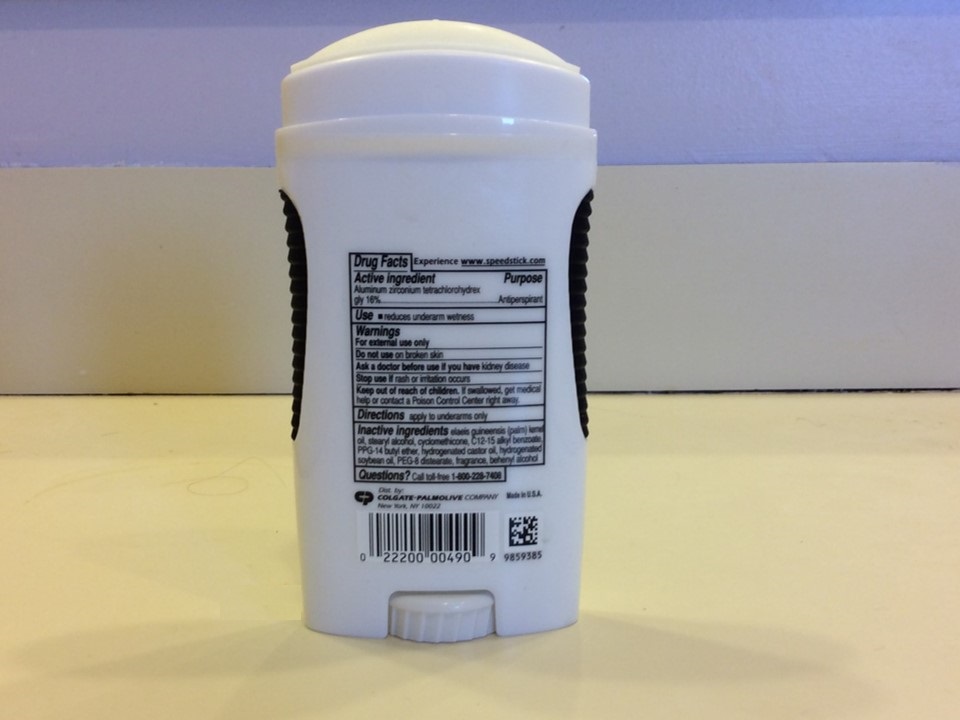 Drug Facts Experience www.speedstick.com
Active ingredient Purpose
Aluminum zirconium tetrachlorohydrex
gly 16% Antiperspirant
Use ■ reduces underarm wetness
Warnings
For external use only
Do not use on broken skin
Ask a doctor before use if you have kidney disease
Stop use if rash or irritation occurs
Keep out of reach of children. If swallowed, get medical
help or contact a Poison Control Center right away.
Directions apply to underarms only
Inactive ingredients elaeis guineensis (palm) kernel
oil, stearyl alcohol, cyclomethicone, C12-15 alkyl benzoate,
PPG-14 butyl ether, hydrogenated castor oil, hydrogenated
soybean oil, PEG-8 distearate, fragrance, behenyl alcohol
Questions? Call toll-free 1-800-228-7408
Dist. by:
COLGATE-PALMOLIVE COMPANY Made in U.S.A.
New York, NY 10022
0 22200 00490 9 9859385